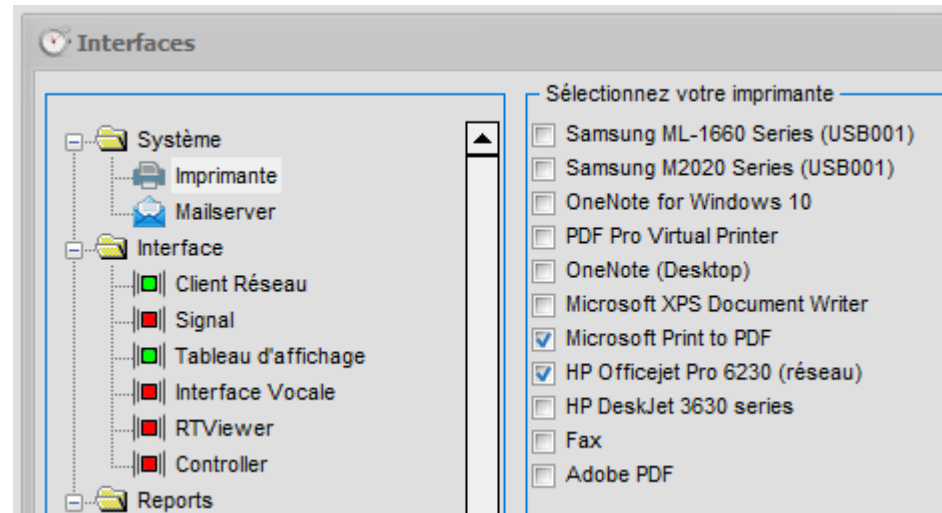 Interfaces
Système
Imprimante
Mailserver
Interface
Client Réseau
Signal
Tableau d'affichage
Interface Vocale
RTViewer
Controller
Reports
Sélectionnez votre imprimante
Samsung ML-1660 Series (USB001)
Samsung M2020 Series (USB001)
OneNote for Windows 10
PDF Pro Virtual Printer
OneNote (Desktop)
Microsoft XPS Document Writer
Microsoft Print to PDF
HP Officejet Pro 6230 (réseau)
HP DeskJet 3630 series
Fax
Adobe PDF